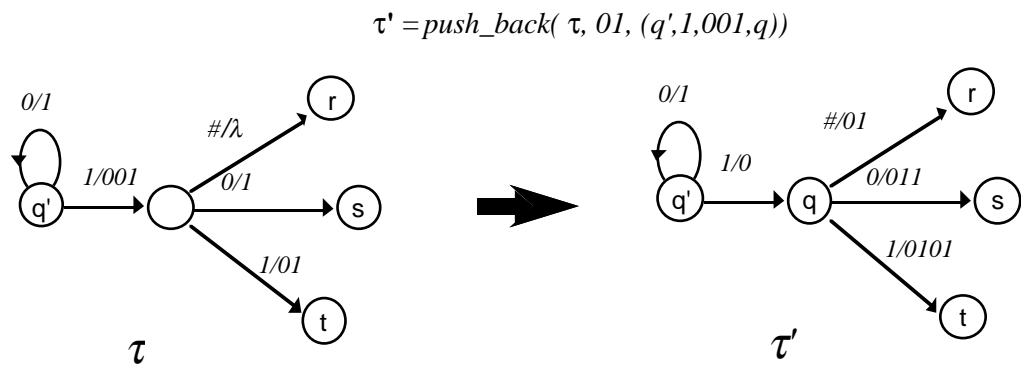 τ' = push_back( τ, 01, (q',1,001,q))
0/1
q'
1/001
#/λ
r
0/1
s
1/01
t
τ
0/1
q'
1/0
q
#/01
r
0/011
s
1/0101
t
τ'